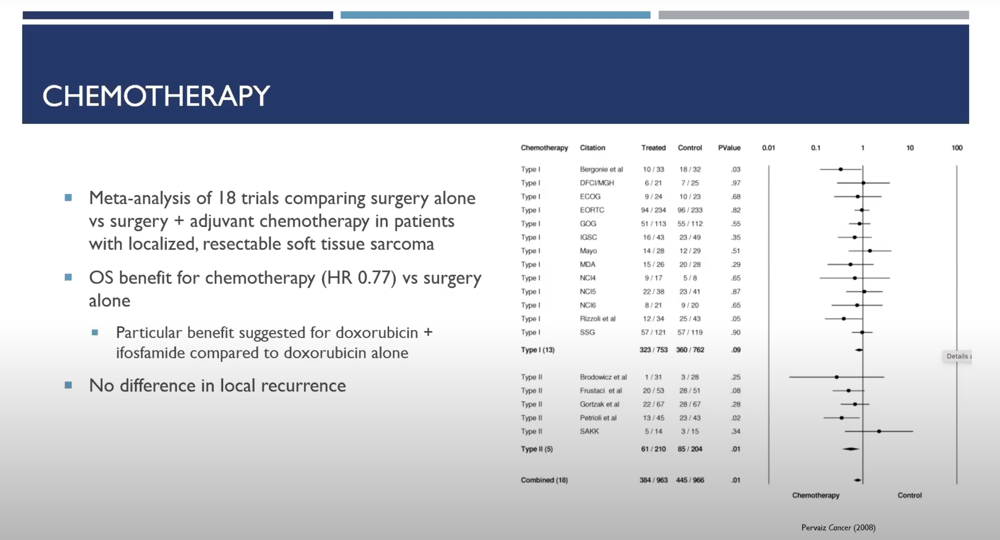 CHEMOTHERAPY
Meta-analysis of 18 trials comparing surgery alone
vs surgery + adjuvant chemotherapy in patients
with localized, resectable soft tissue sarcoma
OS benefit for chemotherapy (HR 0.77) vs surgery
alone
Particular benefit suggested for doxorubicin +
ifosfamide compared to doxorubicin alone
No difference in local recurrence
Chemotherapy Citation Treated Control PValue 0.01 0.1 1 10 100
Type I Bergonie et al 10 / 33 18 / 32 .03
Type I DFCI/MGH 6 / 21 7 / 25 .97
Type I ECOG 9 / 24 10 / 23 .68
Type I EORTC 94 / 234 96 / 233 .82
Type I GOG 51 / 113 55 / 112 .55
Type I IGSC 16 / 43 23 / 49 .35
Type I Mayo 14 / 28 12 / 29 .51
Type I MDA 15 / 26 20 / 28 .29
Type I NCI4 9 / 17 5 / 8 .65
Type I NCI5 22 / 38 23 / 41 .87
Type I NCI6 8 / 21 9 / 20 .65
Type I Rizzoli et al 12 / 34 25 / 43 .05
Type I SSG 57 / 121 57 / 119 .90
Type I (13) 323 / 753 360 / 762 .09
Details
Type II Brodowicz et al 1 / 31 3 / 28 .25
Type II Frustaci et al 20 / 53 28 / 51 .08
Type II Gortzak et al 22 / 67 28 / 67 .28
Type II Petrioli et al 13 / 45 23 / 43 .02
Type II SAKK 5 / 14 3 / 15 .34
Type II (5) 61 / 210 85 / 204 .01
Combined (18) 384 / 963 445 / 966 .01
Chemotherapy Control
Pervaiz Cancer (2008)